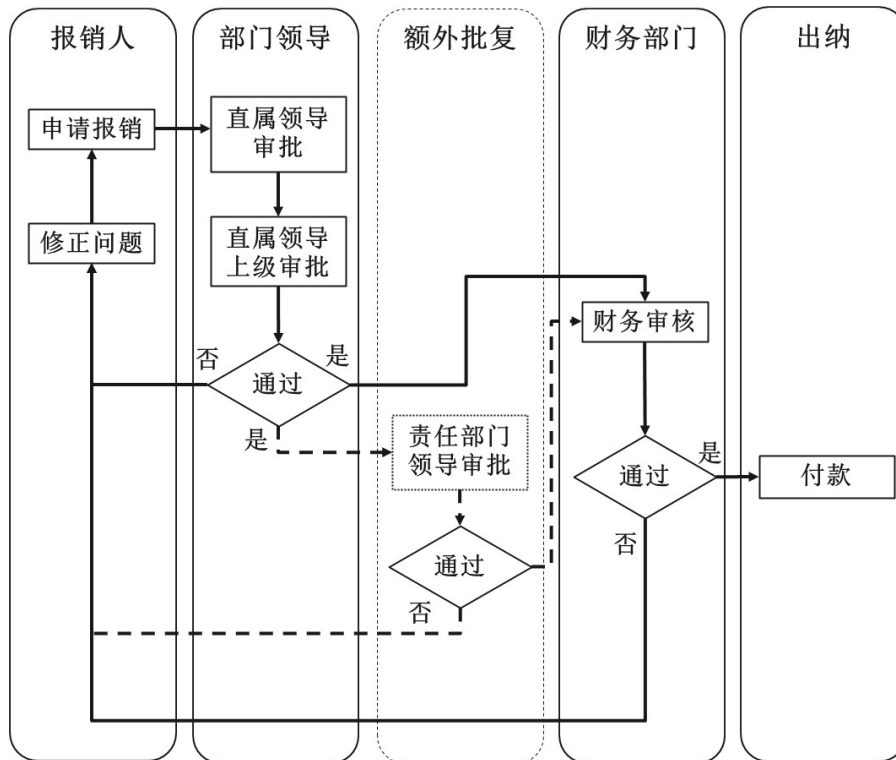 报销人
部门领导
额外批复
财务部门
出纳
申请报销
直属领导
审批
修正问题
直属领导
上级审批
财务审核
否
是
通过
是
责任部门
领导审批
通过
是
付款
否
通过
否